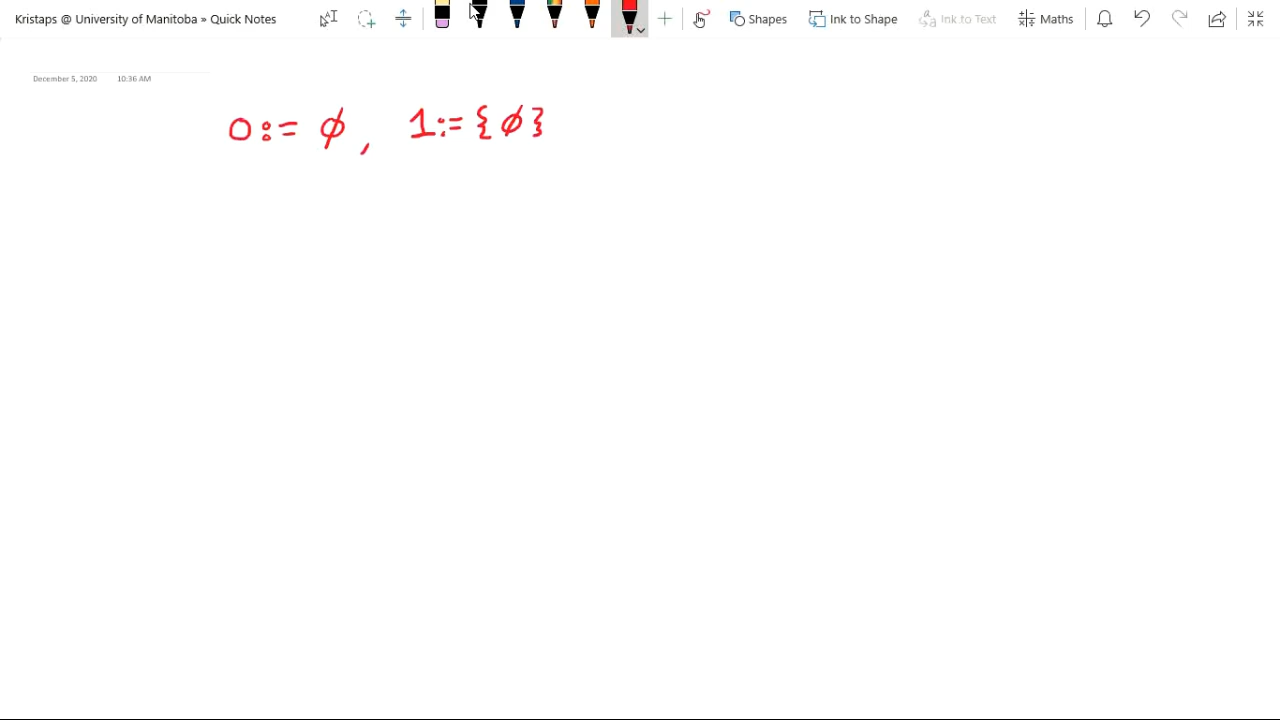 Kristaps @ University of Manitoba » Quick Notes Shapes Ink to Shape Ink to Text Maths
December 5, 2020 10:36 AM
0 := ∅, 1 := {∅}